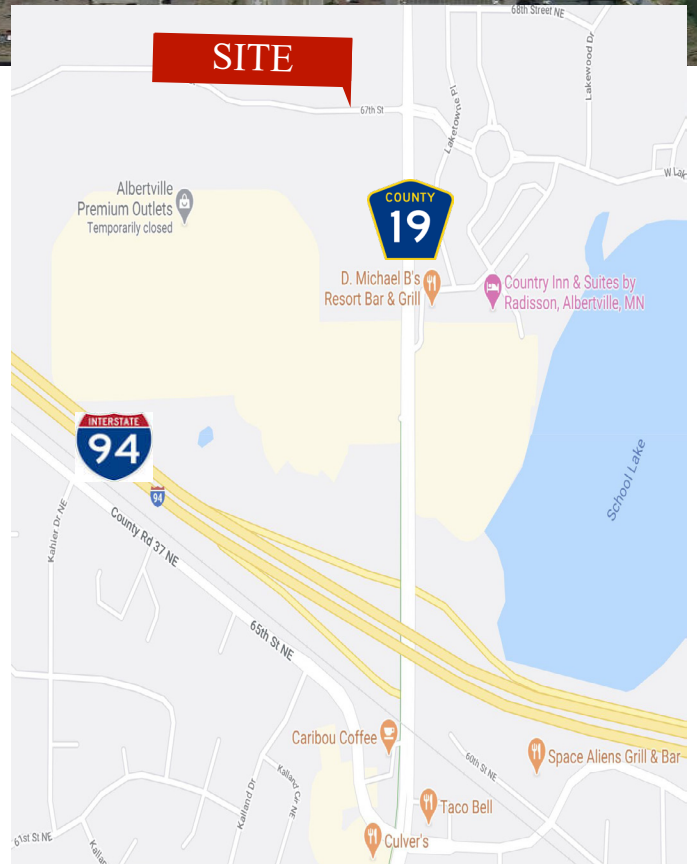 68th Street NE
SITE
Lakewood Dr
67th St
Laketowne Pl
W Lak
Albertville
Premium Outlets
Temporarily closed
COUNTY
19
D. Michael B's
Resort Bar & Grill
Country Inn & Suites by
Radisson, Albertville, MN
INTERSTATE
94
94
School Lake
Kahler Dr NE
County Rd 37 NE
65th St NE
Caribou Coffee
60th St NE
Space Aliens Grill & Bar
Kalland Dr
Kalland Cir NE
Taco Bell
61st St NE
Culver's
Kalla